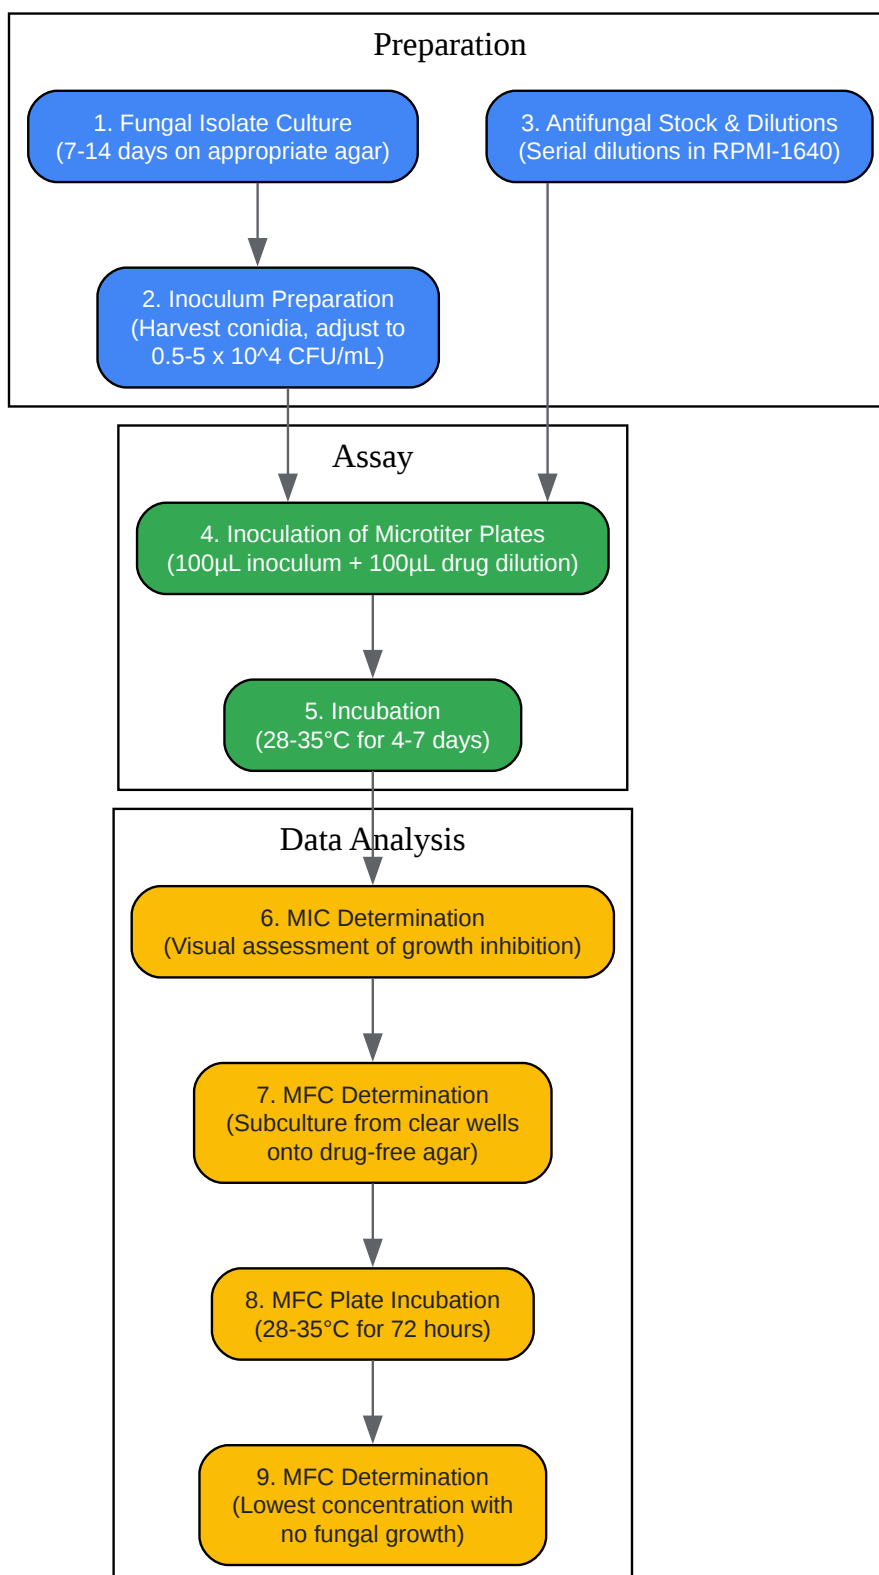 Preparation
1. Fungal Isolate Culture
(7-14 days on appropriate agar)
3. Antifungal Stock & Dilutions
(Serial dilutions in RPMI-1640)
2. Inoculum Preparation
(Harvest conidia, adjust to
0.5-5 x 10^4 CFU/mL)
Assay
4. Inoculation of Microtiter Plates
(100µL inoculum + 100µL drug dilution)
5. Incubation
(28-35°C for 4-7 days)
Data Analysis
6. MIC Determination
(Visual assessment of growth inhibition)
7. MFC Determination
(Subculture from clear wells
onto drug-free agar)
8. MFC Plate Incubation
(28-35°C for 72 hours)
9. MFC Determination
(Lowest concentration with
no fungal growth)